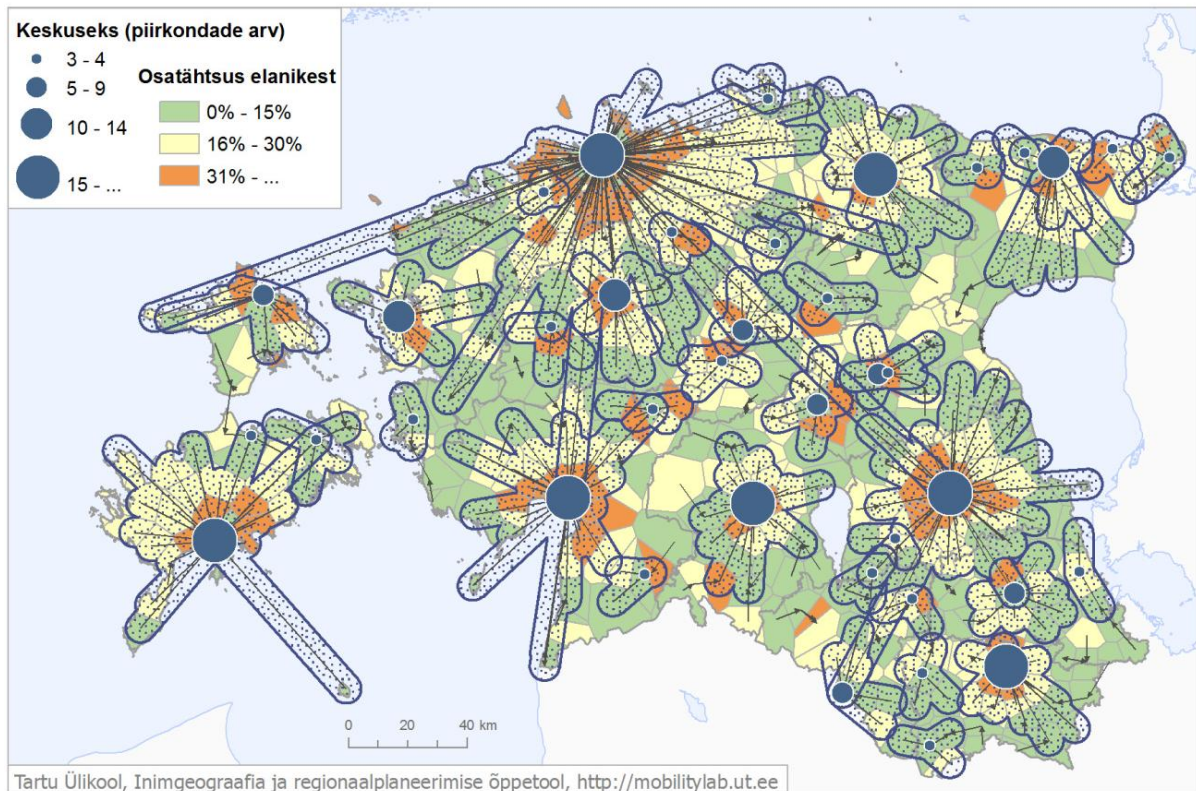 Keskuseks (piirkondade arv)
3 - 4
5 - 9
10 - 14
15 - ...
Osatähtsus elanikest
0% - 15%
16% - 30%
31% - ...
0 20 40 km
Tartu Ülikool, Inimgeograafia ja regionaalplaneerimise õppetool, http://mobilitylab.ut.ee